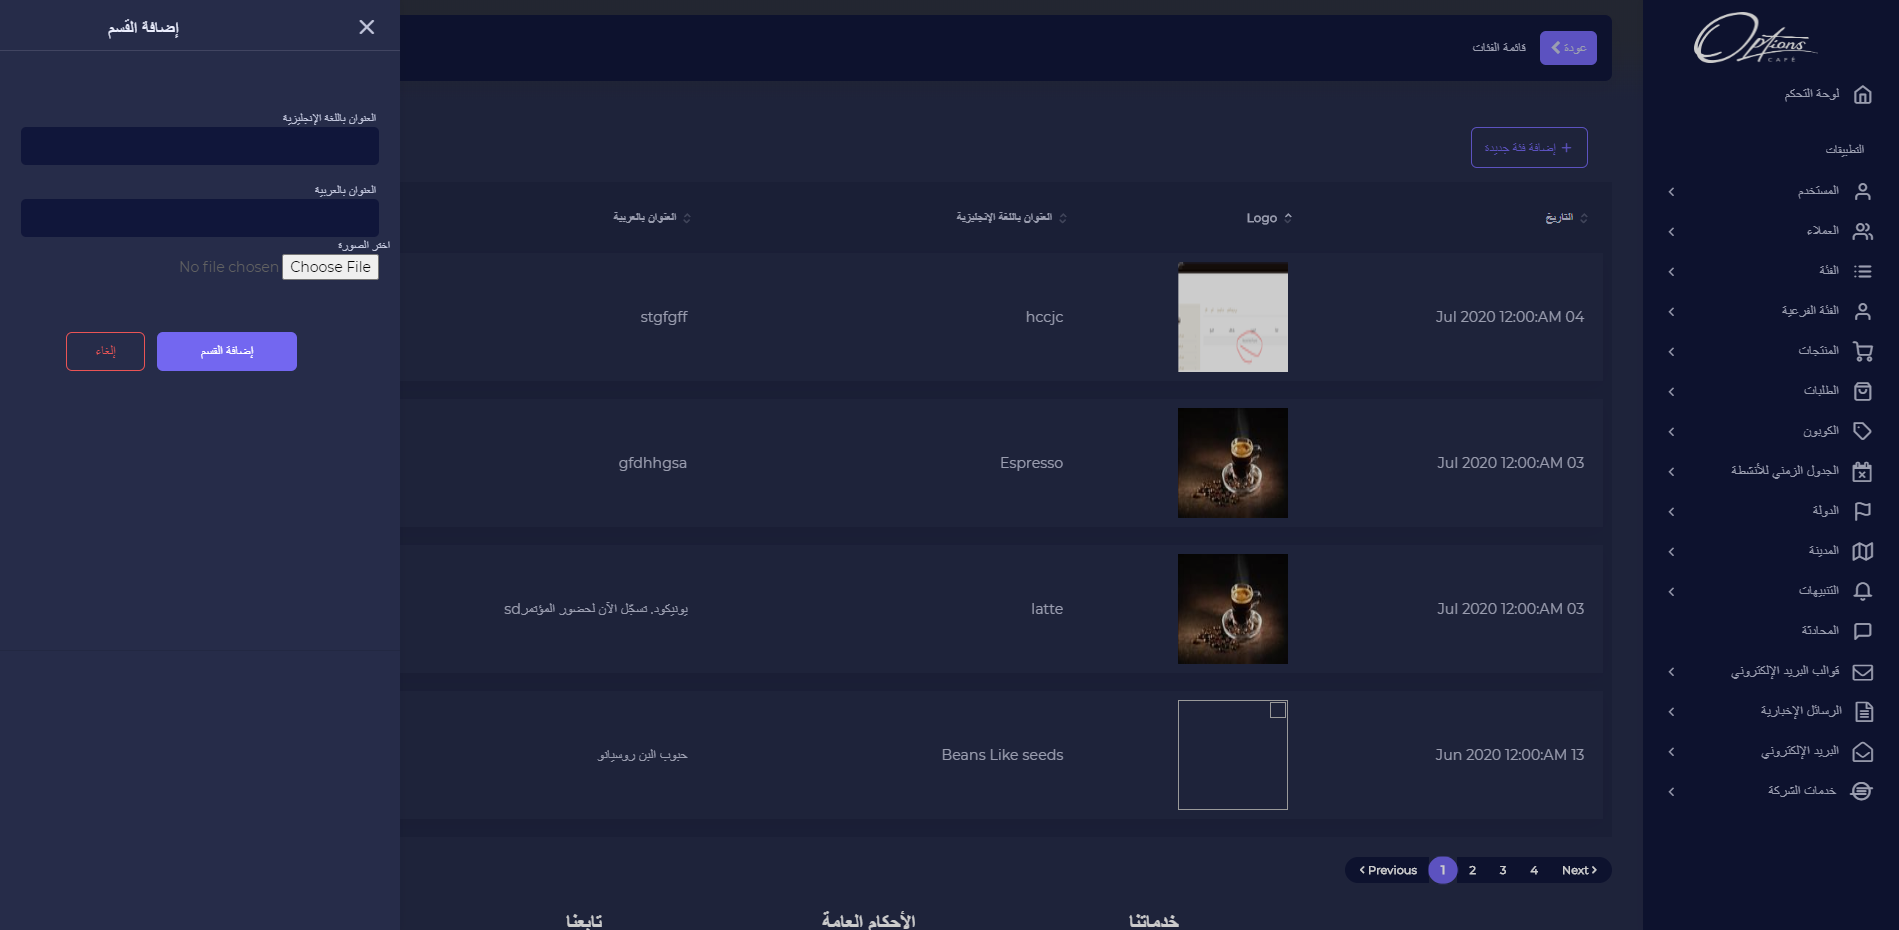 Options
CAFE
لوحة التحكم
التطبيقات
المستخدم
العملاء
الفئة
الفئة الفرعية
المنتجات
الطلبات
الكوبون
الجدول الزمني للأنشطة
الدولة
المدينة
التنبيهات
المحادثة
قوالب البريد الإلكتروني
الرسائل الإخبارية
البريد الإلكتروني
خدمات الشركة
عودة
قائمة الفئات
إضافة فئة جديدة
التاريخ
Logo
العنوان باللغة الإنجليزية
العنوان بالعربية
Jul 2020 12:00:AM 04
hccjc
stgfgff
Jul 2020 12:00:AM 03
Espresso
gfdhhgsa
Jul 2020 12:00:AM 03
latte
يونيكود. تسجّل الآن لحضور المؤتمرsd
Jun 2020 12:00:AM 13
Beans Like seeds
حبوب البن روسيانو
Previous 1 2 3 4 Next
خدماتنا
الأحكام العامة
تابعنا
إضافة القسم
العنوان باللغة الإنجليزية
العنوان بالعربية
اختر الصورة
Choose File No file chosen
إضافة القسم
إلغاء